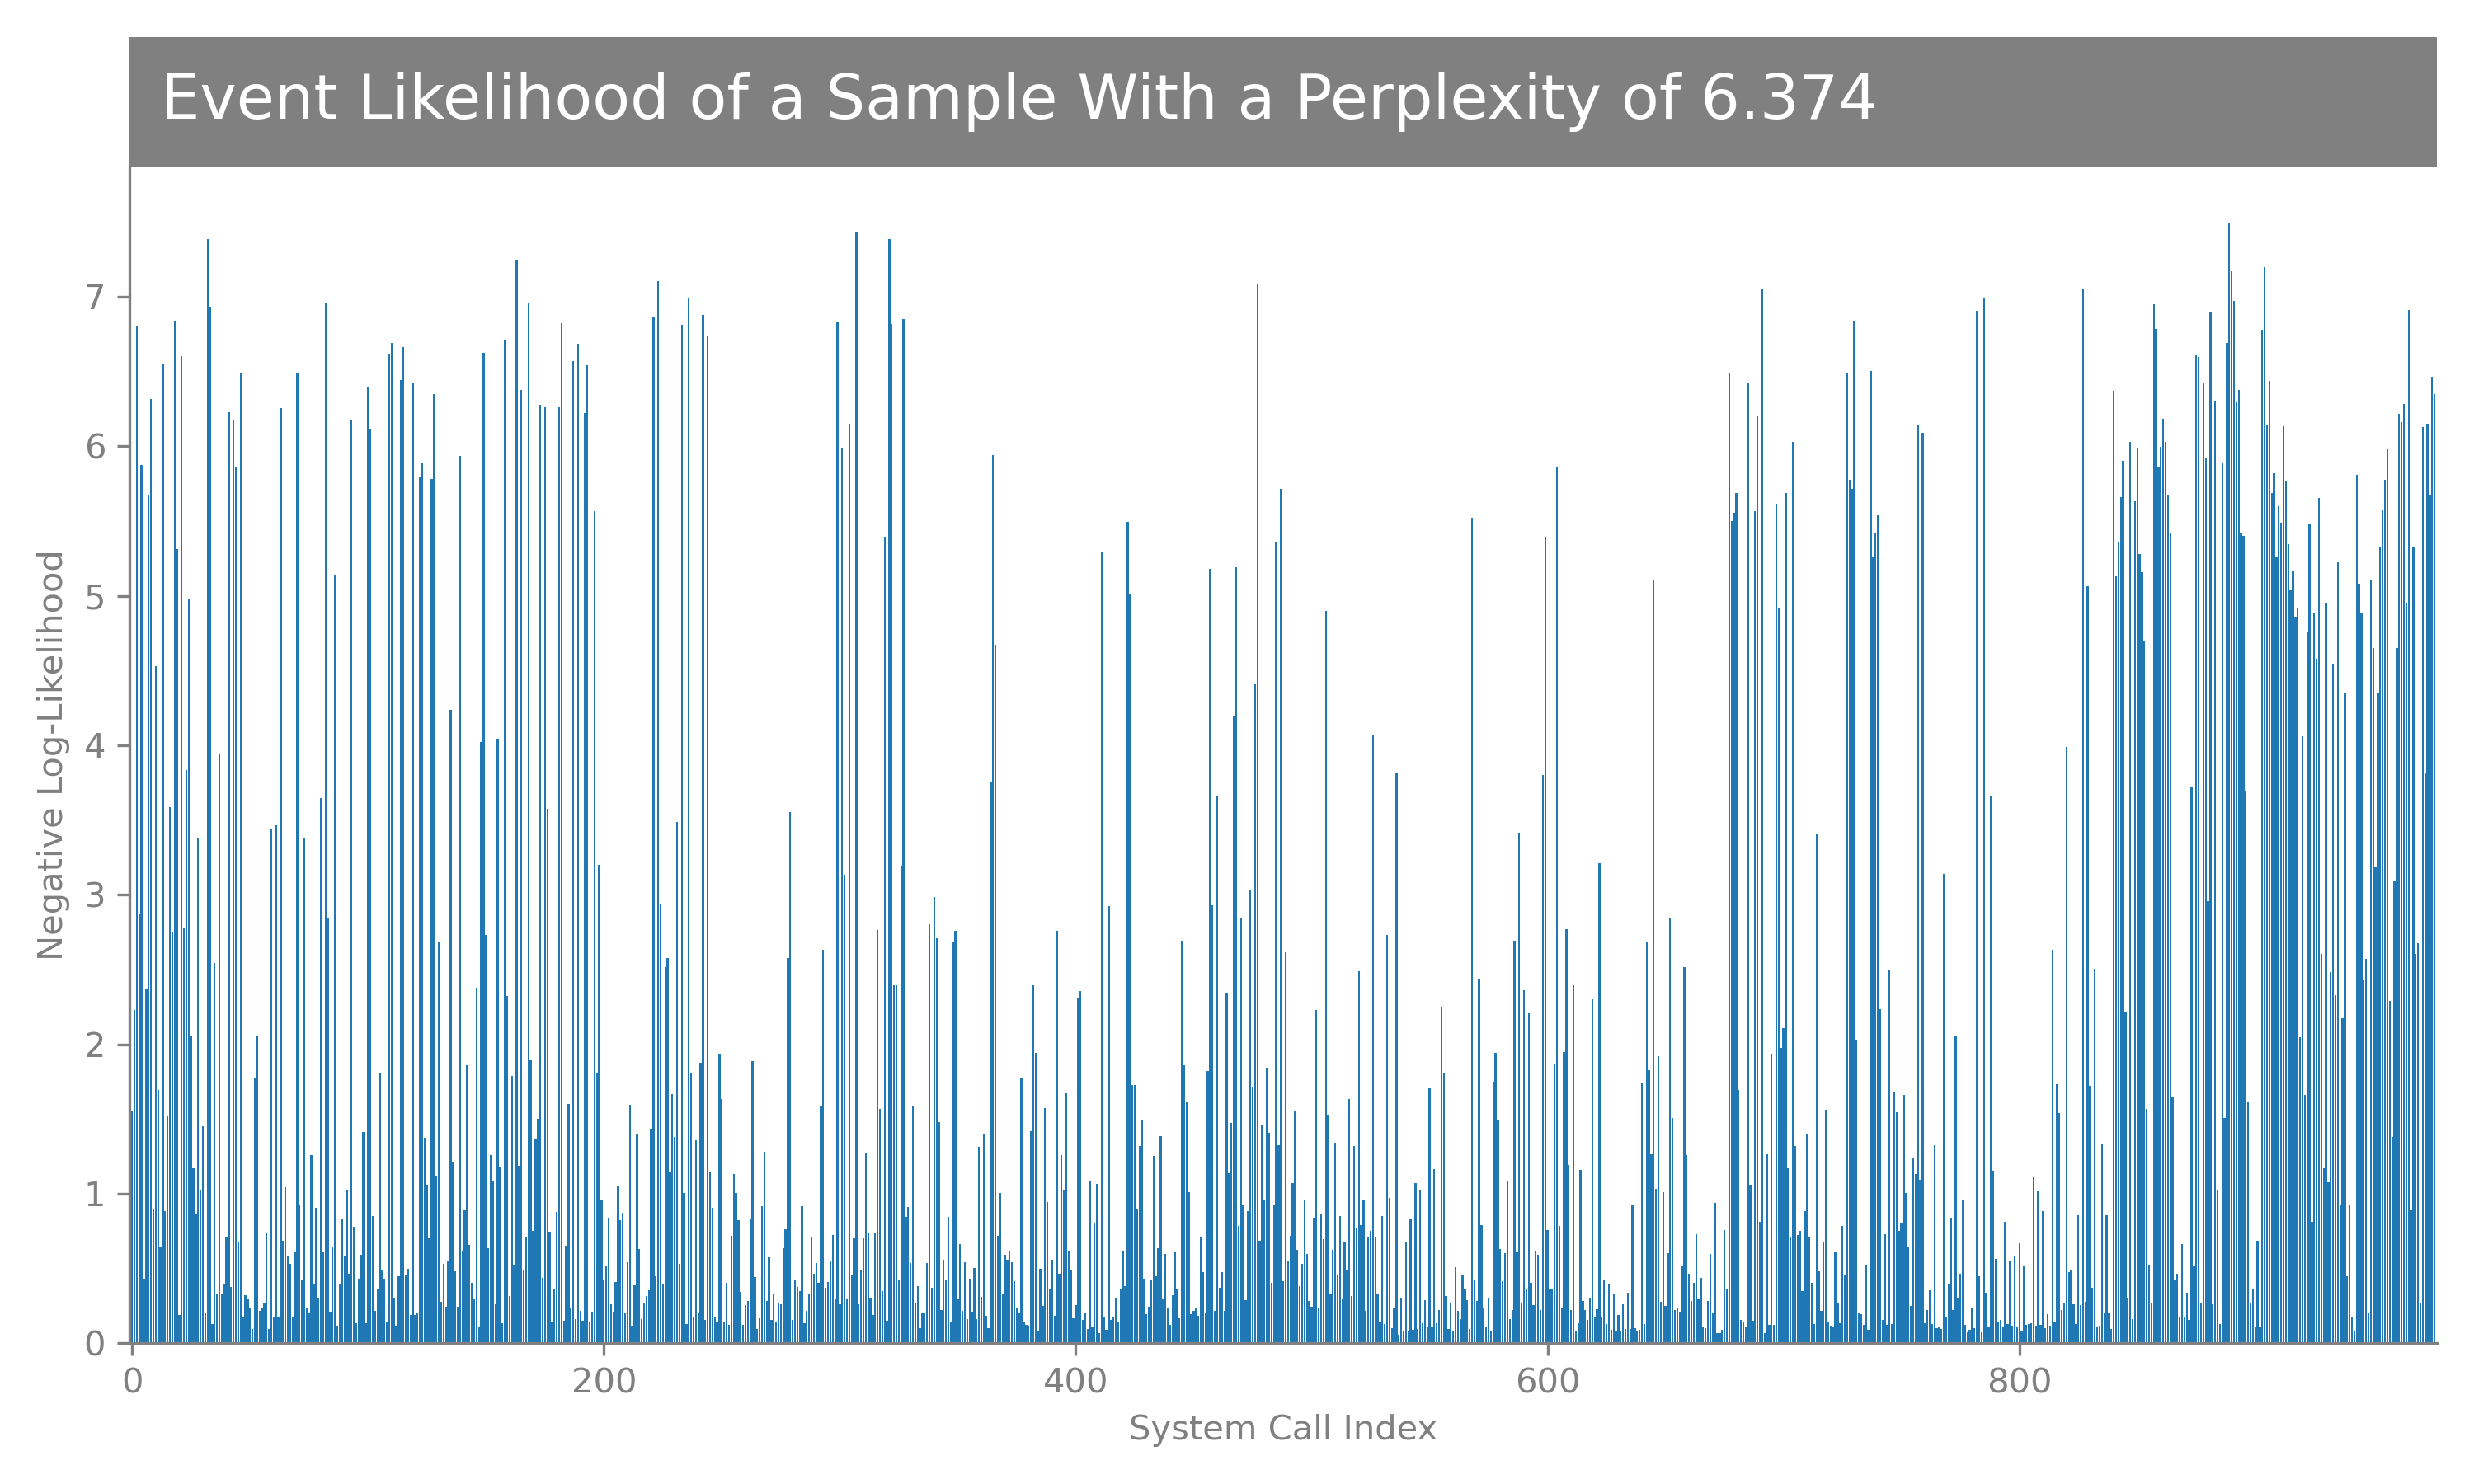 Event Likelihood of a Sample With a Perplexity of 6.374
7
6
5
4
3
2
1
0
Negative Log-Likelihood
0 200 400 600 800
System Call Index